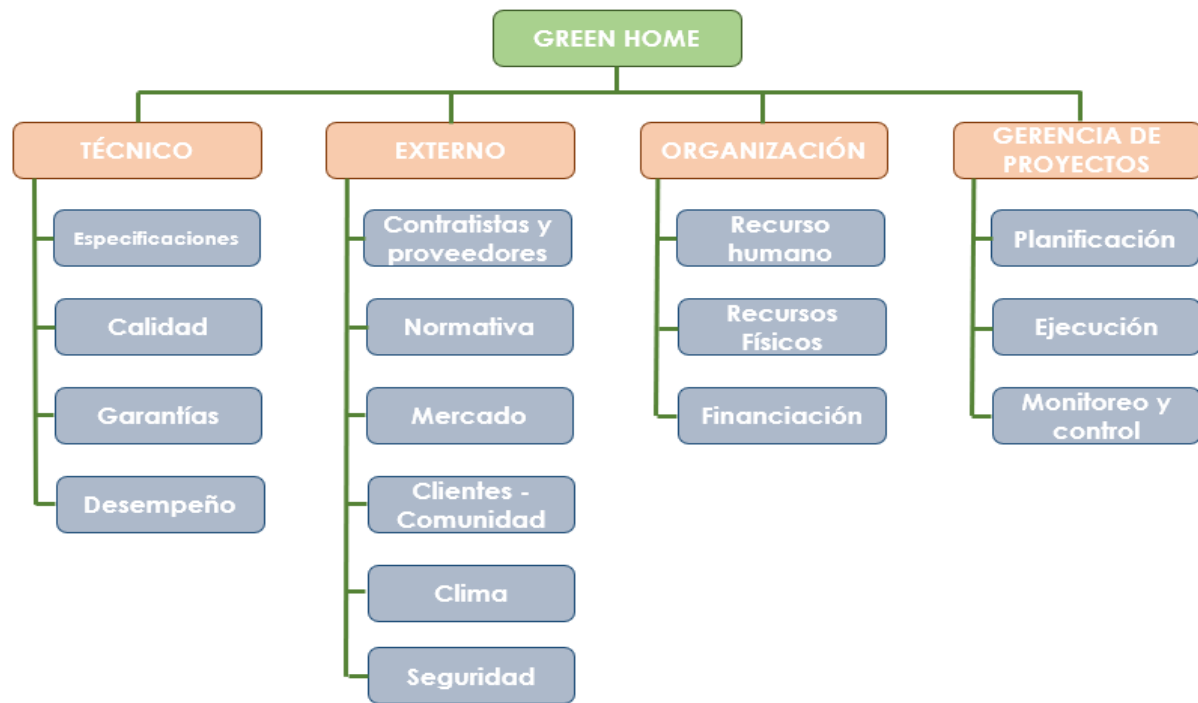 GREEN HOME
TÉCNICO
Especificaciones
Calidad
Garantías
Desempeño
EXTERNO
Contratistas y
proveedores
Normativa
Mercado
Clientes -
Comunidad
Clima
Seguridad
ORGANIZACIÓN
Recurso
humano
Recursos
Físicos
Financiación
GERENCIA DE
PROYECTOS
Planificación
Ejecución
Monitoreo y
control